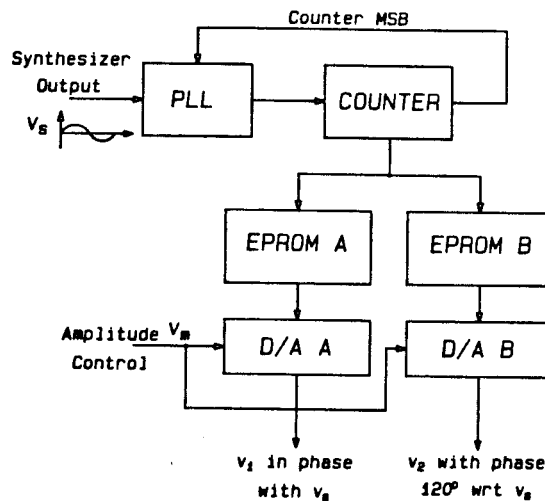 Counter MSB
Synthesizer
Output
PLL
COUNTER
Vs
EPROM A
EPROM B
Amplitude Vm
Control
D/A A
D/A B
v1 in phase
with vs
v2 with phase
120° wrt vs